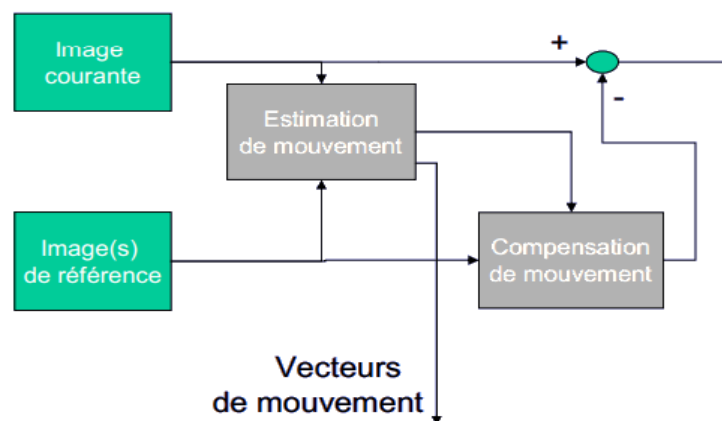 Image
courante
+
-
Estimation
de mouvement
Image(s)
de référence
Compensation
de mouvement
Vecteurs
de mouvement